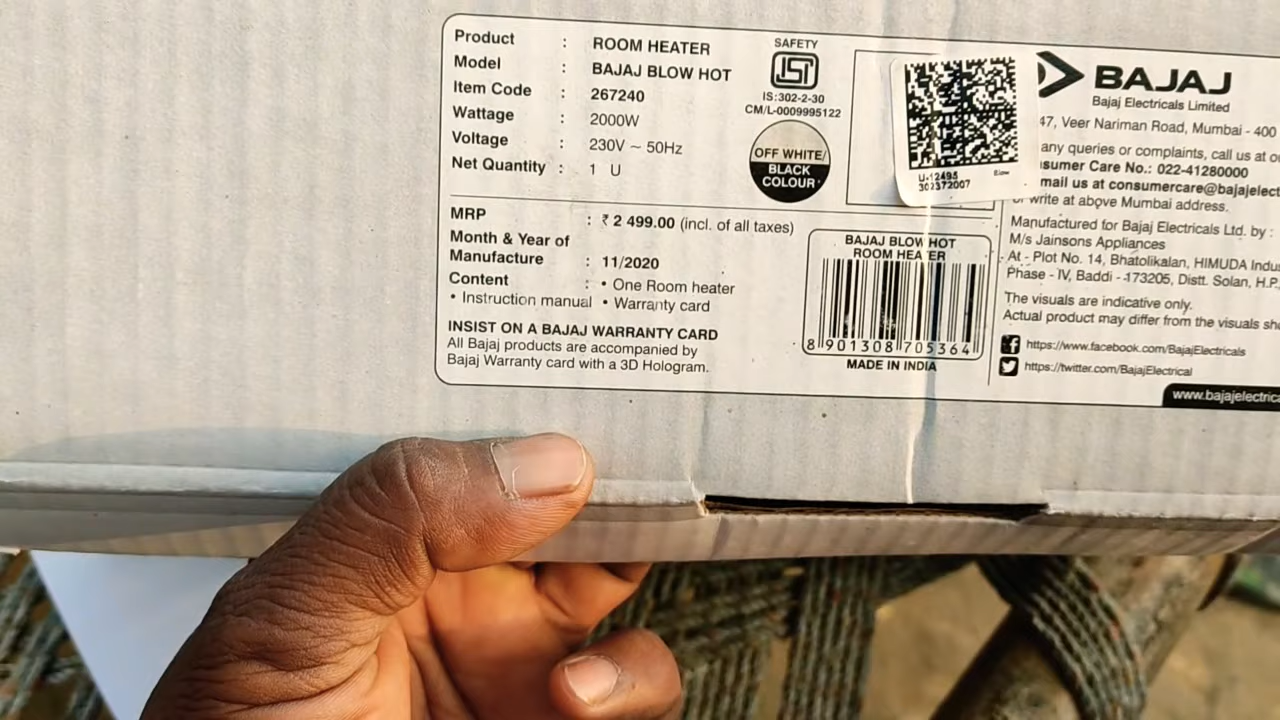 Product : ROOM HEATER
Model : BAJAJ BLOW HOT
Item Code : 267240
Wattage : 2000W
Voltage : 230V ~ 50Hz
Net Quantity : 1 U
MRP : ₹ 2 499.00 (incl. of all taxes)
Month & Year of
Manufacture : 11/2020
Content : • One Room heater
• Instruction manual • Warranty card
INSIST ON A BAJAJ WARRANTY CARD
All Bajaj products are accompanied by
Bajaj Warranty card with a 3D Hologram.
SAFETY
ISI
IS:302-2-30
CM/L-0009995122
OFF WHITE/
BLACK
COLOUR
U-12495
302372007
Blow
BAJAJ BLOW HOT
ROOM HEATER
8 901308 705364
MADE IN INDIA
BAJAJ
Bajaj Electricals Limited
47, Veer Nariman Road, Mumbai - 400
any queries or complaints, call us at
sumer Care No.: 022-41280000
mail us at consumercare@bajajelect
or write at above Mumbai address.
Manufactured for Bajaj Electricals Ltd. by :
M/s Jainsons Appliances
At - Plot No. 14, Bhatolikalan, HIMUDA Indu
Phase - IV, Baddi - 173205, Distt. Solan, H.P.
The visuals are indicative only.
Actual product may differ from the visuals sh
https://www.facebook.com/BajajElectricals
https://twitter.com/BajajElectrical
www.bajajelectrica